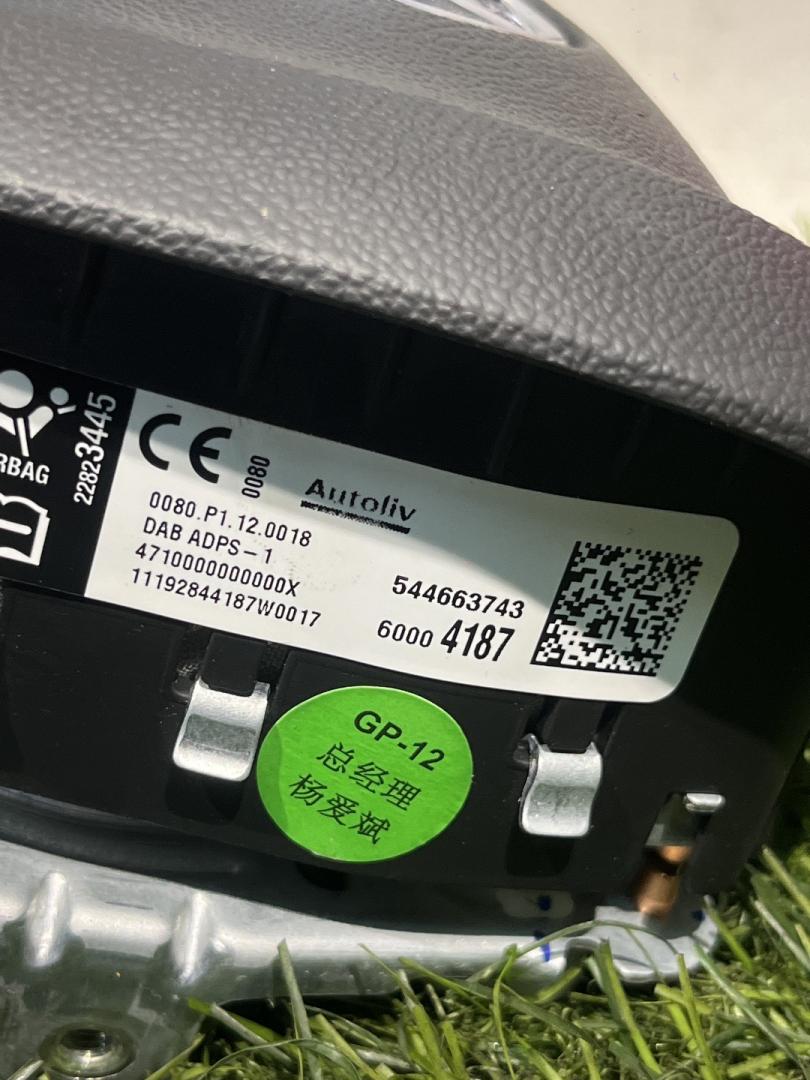 RBAG
22823445
CE
0080
Autoliv
0080.P1.12.0018
DAB ADPS-1
4710000000000X
11192844187W0017
544663743
6000 4187
GP-12
总经理
杨爱斌